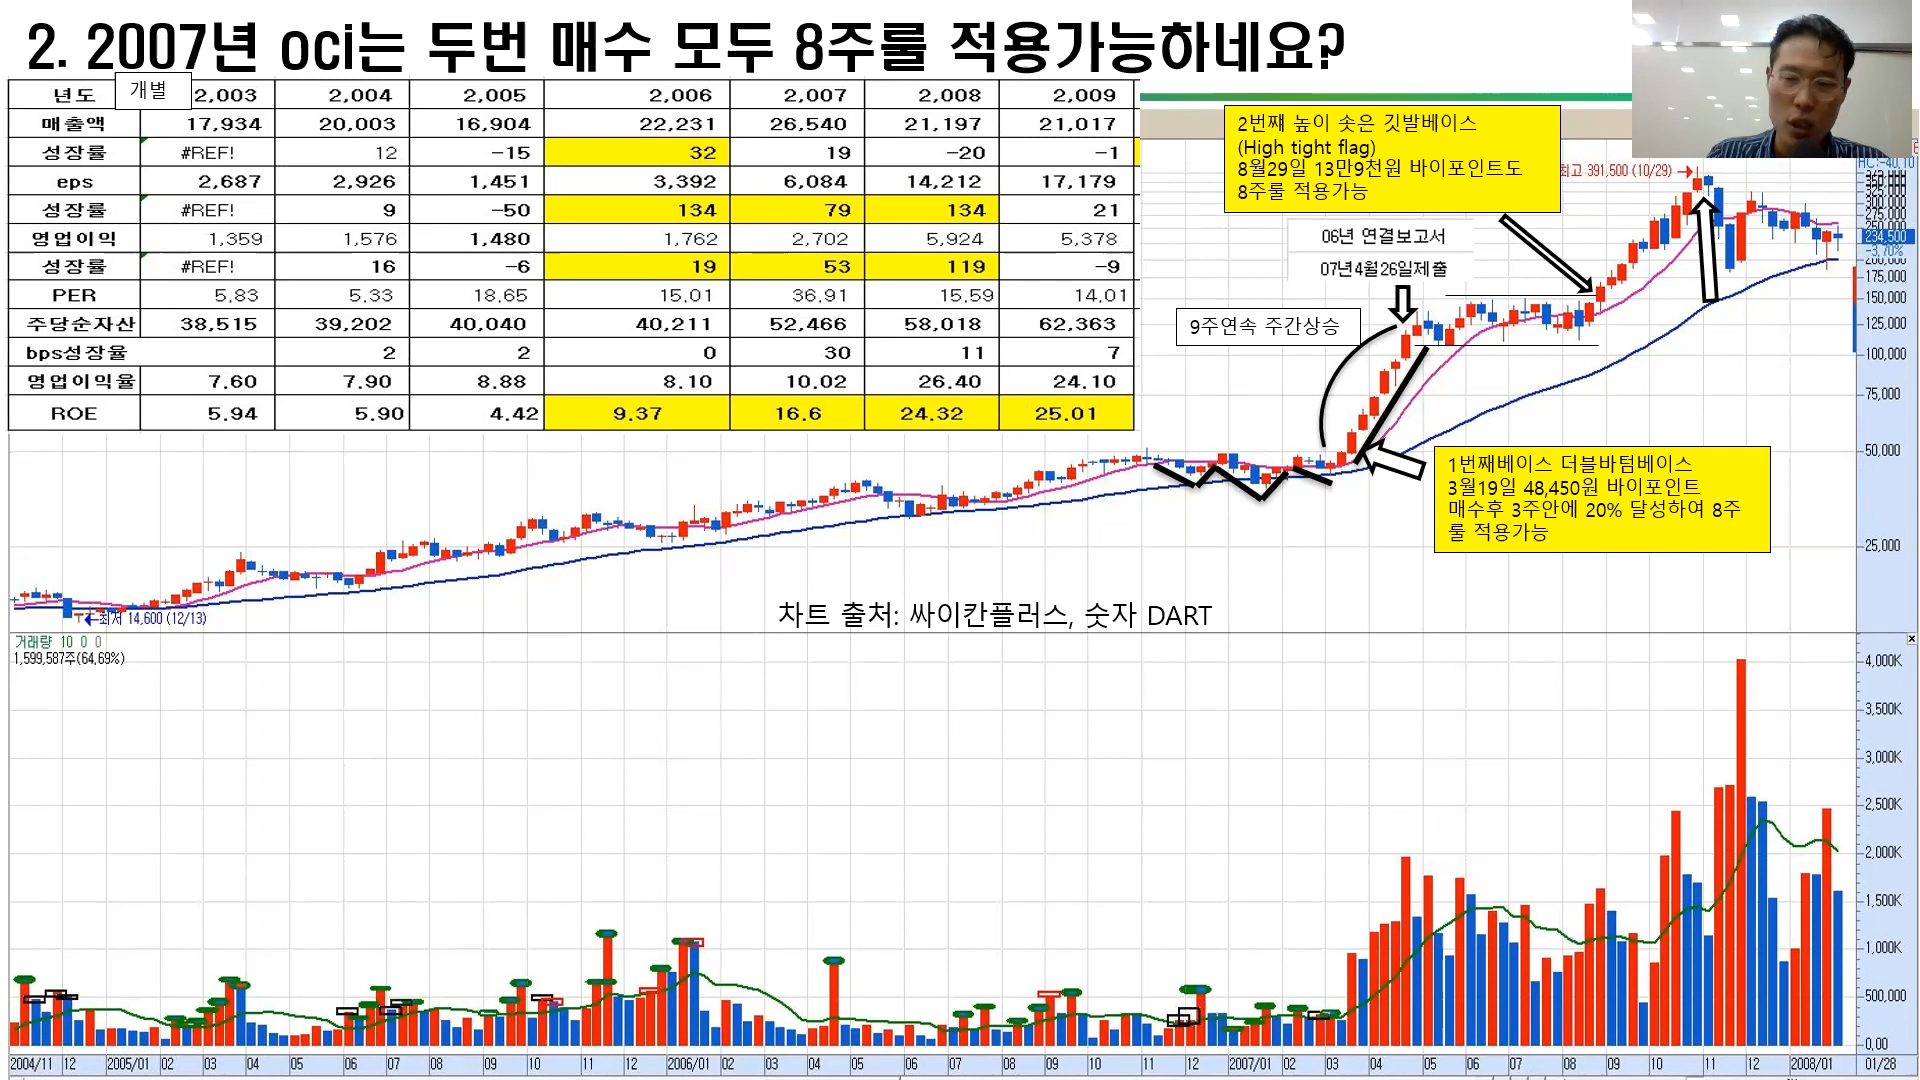 2. 2007년 oci는 두번 매수 모두 8주룰 적용가능하네요?
개별
년도 2,003 2,004 2,005 2,006 2,007 2,008 2,009
매출액 17,934 20,003 16,904 22,231 26,540 21,197 21,017
성장률 #REF! 12 -15 32 19 -20 -1
eps 2,687 2,926 1,451 3,392 6,084 14,212 17,179
성장률 #REF! 9 -50 134 79 134 21
영업이익 1,359 1,576 1,480 1,762 2,702 5,924 5,378
성장률 #REF! 16 -6 19 53 119 -9
PER 5.83 5.33 18.65 15.01 36.91 15.59 14.01
주당순자산 38,515 39,202 40,040 40,211 52,466 58,018 62,363
bps성장율 2 2 0 30 11 7
영업이익율 7.60 7.90 8.88 8.10 10.02 26.40 24.10
ROE 5.94 5.90 4.42 9.37 16.6 24.32 25.01
2번째 높이 솟은 깃발베이스
(High tight flag)
8월29일 13만9천원 바이포인트도
8주룰 적용가능
최고 391,500 (10/29)
06년 연결보고서
07년4월26일제출
9주연속 주간상승
1번째베이스 더블바텀베이스
3월19일 48,450원 바이포인트
매수후 3주안에 20% 달성하여 8주
룰 적용가능
HC:-40,10
375,000
350,000
325,000
300,000
275,000
250,000
234,500
-3,70%
200,000
175,000
150,000
125,000
100,000
75,000
50,000
25,000
최저 14,600 (12/13)
차트 출처: 싸이칸플러스, 숫자 DART
거래량 10 0 0
1,599,587주(64,69%)
4,000K
3,500K
3,000K
2,500K
2,000K
1,500K
1,000K
500,000
0,00
2004/11 12 2005/01 02 03 04 05 06 07 08 09 10 11 12 2006/01 02 03 04 05 06 07 08 09 10 11 12 2007/01 02 03 04 05 06 07 08 09 10 11 12 2008/01 01/28